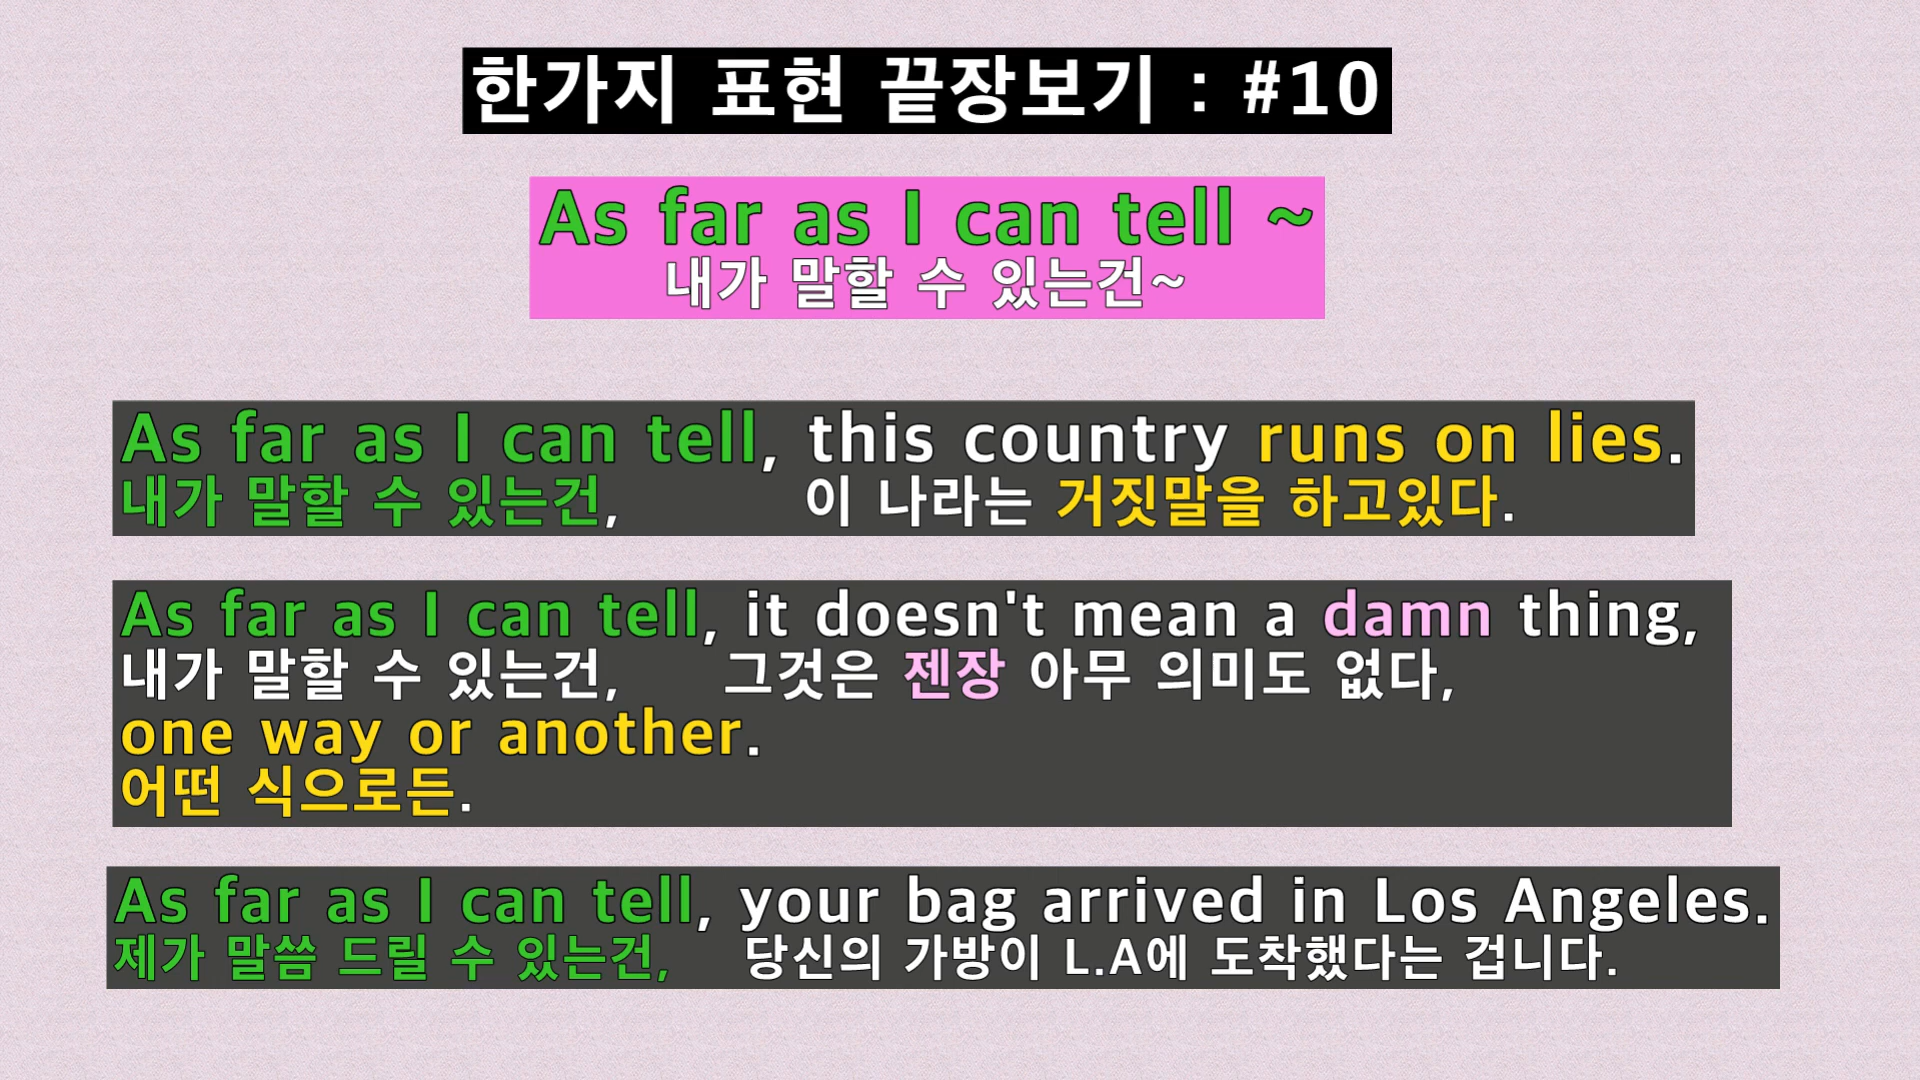 한가지 표현 끝장보기 : #10
As far as I can tell ~
내가 말할 수 있는건~
As far as I can tell, this country runs on lies.
내가 말할 수 있는건, 이 나라는 거짓말을 하고있다.
As far as I can tell, it doesn't mean a damn thing,
내가 말할 수 있는건, 그것은 젠장 아무 의미도 없다,
one way or another.
어떤 식으로든.
As far as I can tell, your bag arrived in Los Angeles.
제가 말씀 드릴 수 있는건, 당신의 가방이 L.A에 도착했다는 겁니다.